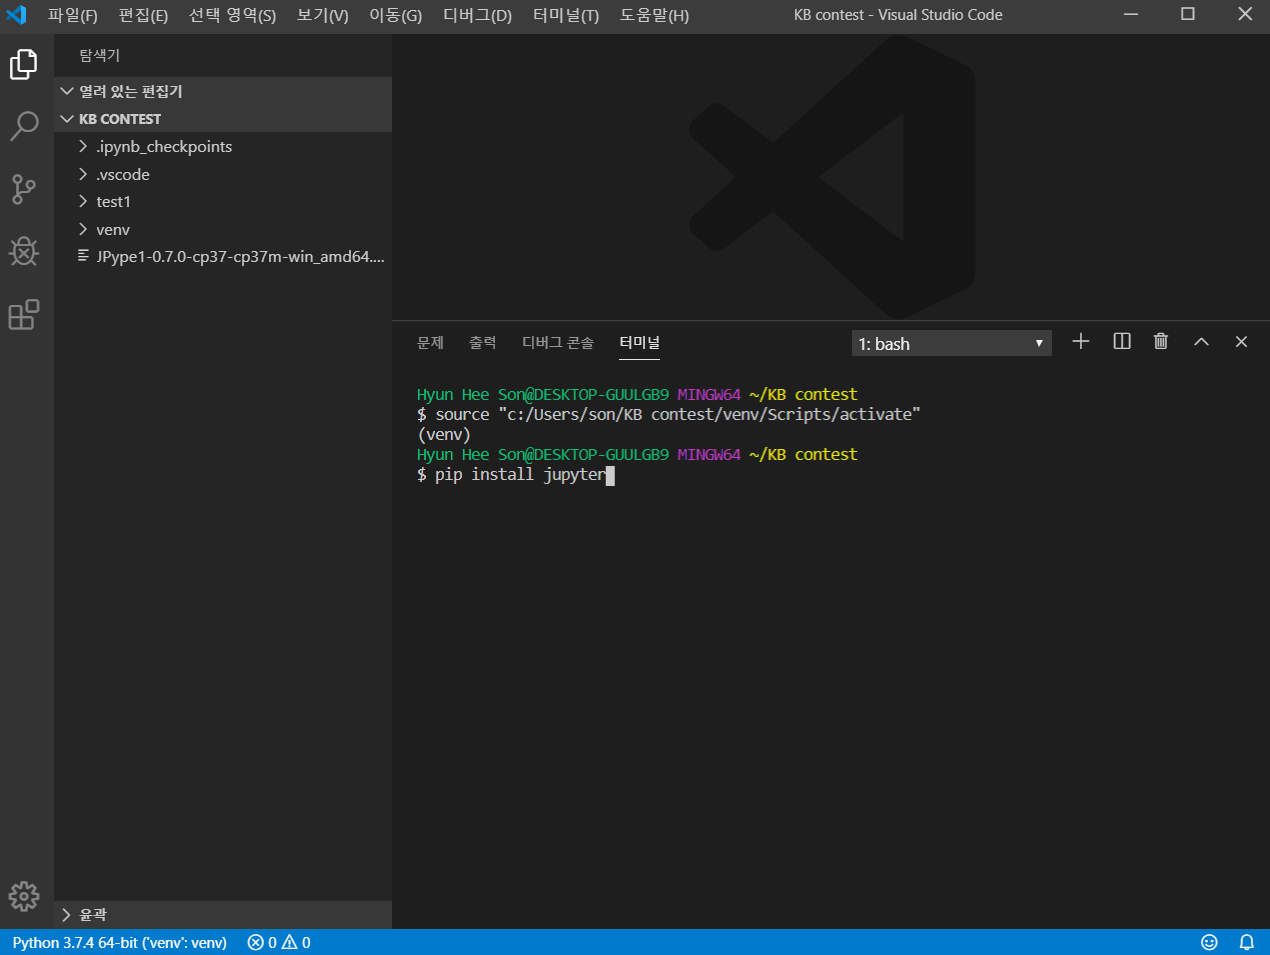 파일(F) 편집(E) 선택 영역(S) 보기(V) 이동(G) 디버그(D) 터미널(T) 도움말(H) KB contest - Visual Studio Code
탐색기
열려 있는 편집기
KB CONTEST
.ipynb_checkpoints
.vscode
test1
venv
JPype1-0.7.0-cp37-cp37m-win_amd64....
문제 출력 디버그 콘솔 터미널 1: bash
Hyun Hee Son@DESKTOP-GUULGB9 MINGW64 ~/KB contest
$ source "c:/Users/son/KB contest/venv/Scripts/activate"
(venv)
Hyun Hee Son@DESKTOP-GUULGB9 MINGW64 ~/KB contest
$ pip install jupyter
윤곽
Python 3.7.4 64-bit ('venv': venv) 0 0